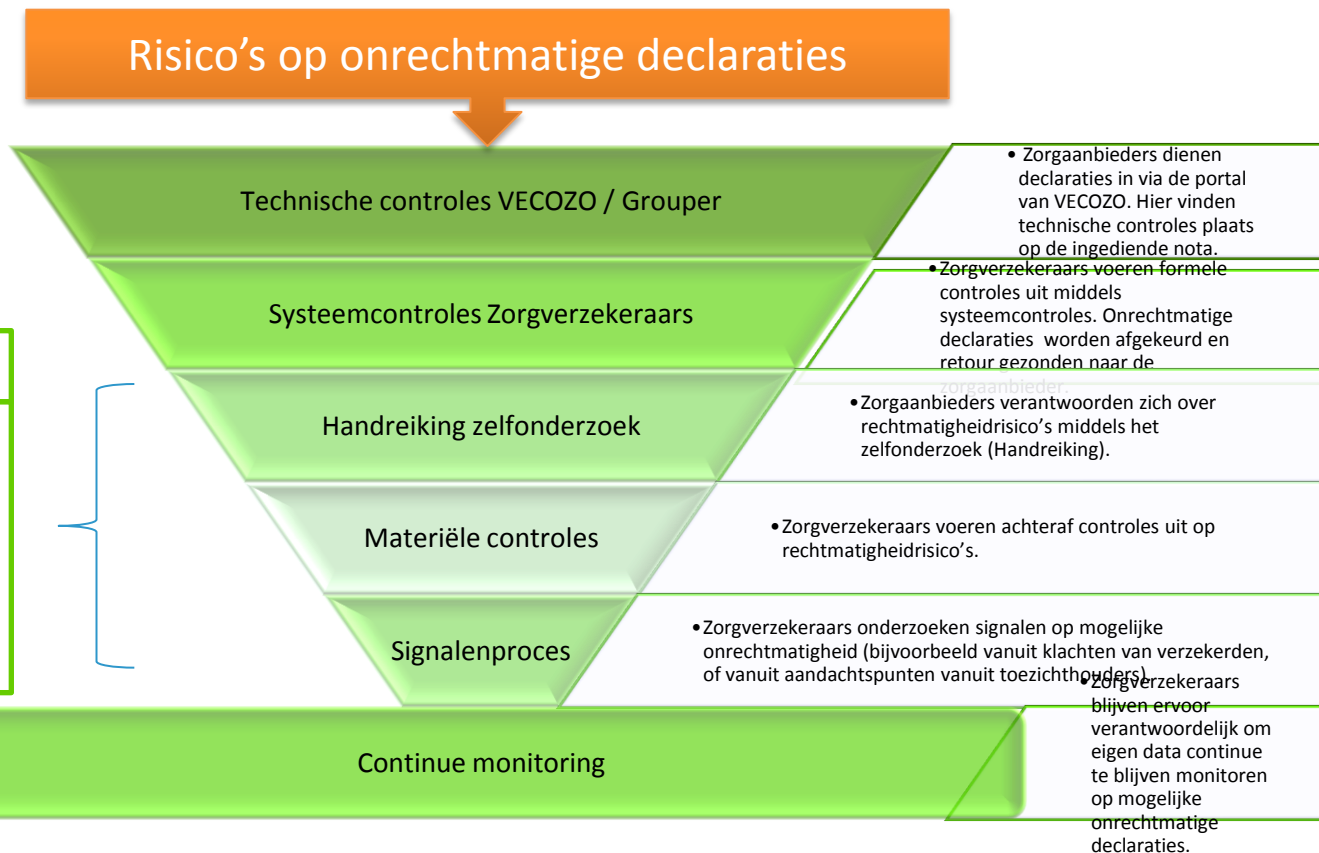 Risico's op onrechtmatige declaraties
Technische controles VECOZO / Grouper
• Zorgaanbieders dienen
declaraties in via de portal
van VECOZO. Hier vinden
technische controles plaats
op de ingediende nota.
Systeemcontroles Zorgverzekeraars
•Zorgverzekeraars voeren formele
controles uit middels
systeemcontroles. Onrechtmatige
declaraties worden afgekeurd en
retour gezonden naar de
zorgaanbieder.
Handreiking zelfonderzoek
•Zorgaanbieders verantwoorden zich over
rechtmatigheidrisico's middels het
zelfonderzoek (Handreiking).
Materiële controles
•Zorgverzekeraars voeren achteraf controles uit op
rechtmatigheidrisico's.
Signalenproces
•Zorgverzekeraars onderzoeken signalen op mogelijke
onrechtmatigheid (bijvoorbeeld vanuit klachten van verzekerden,
of vanuit aandachtspunten vanuit toezichthouders).
Continue monitoring
•Zorgverzekeraars
blijven ervoor
verantwoordelijk om
eigen data continue
te blijven monitoren
op mogelijke
onrechtmatige
declaraties.